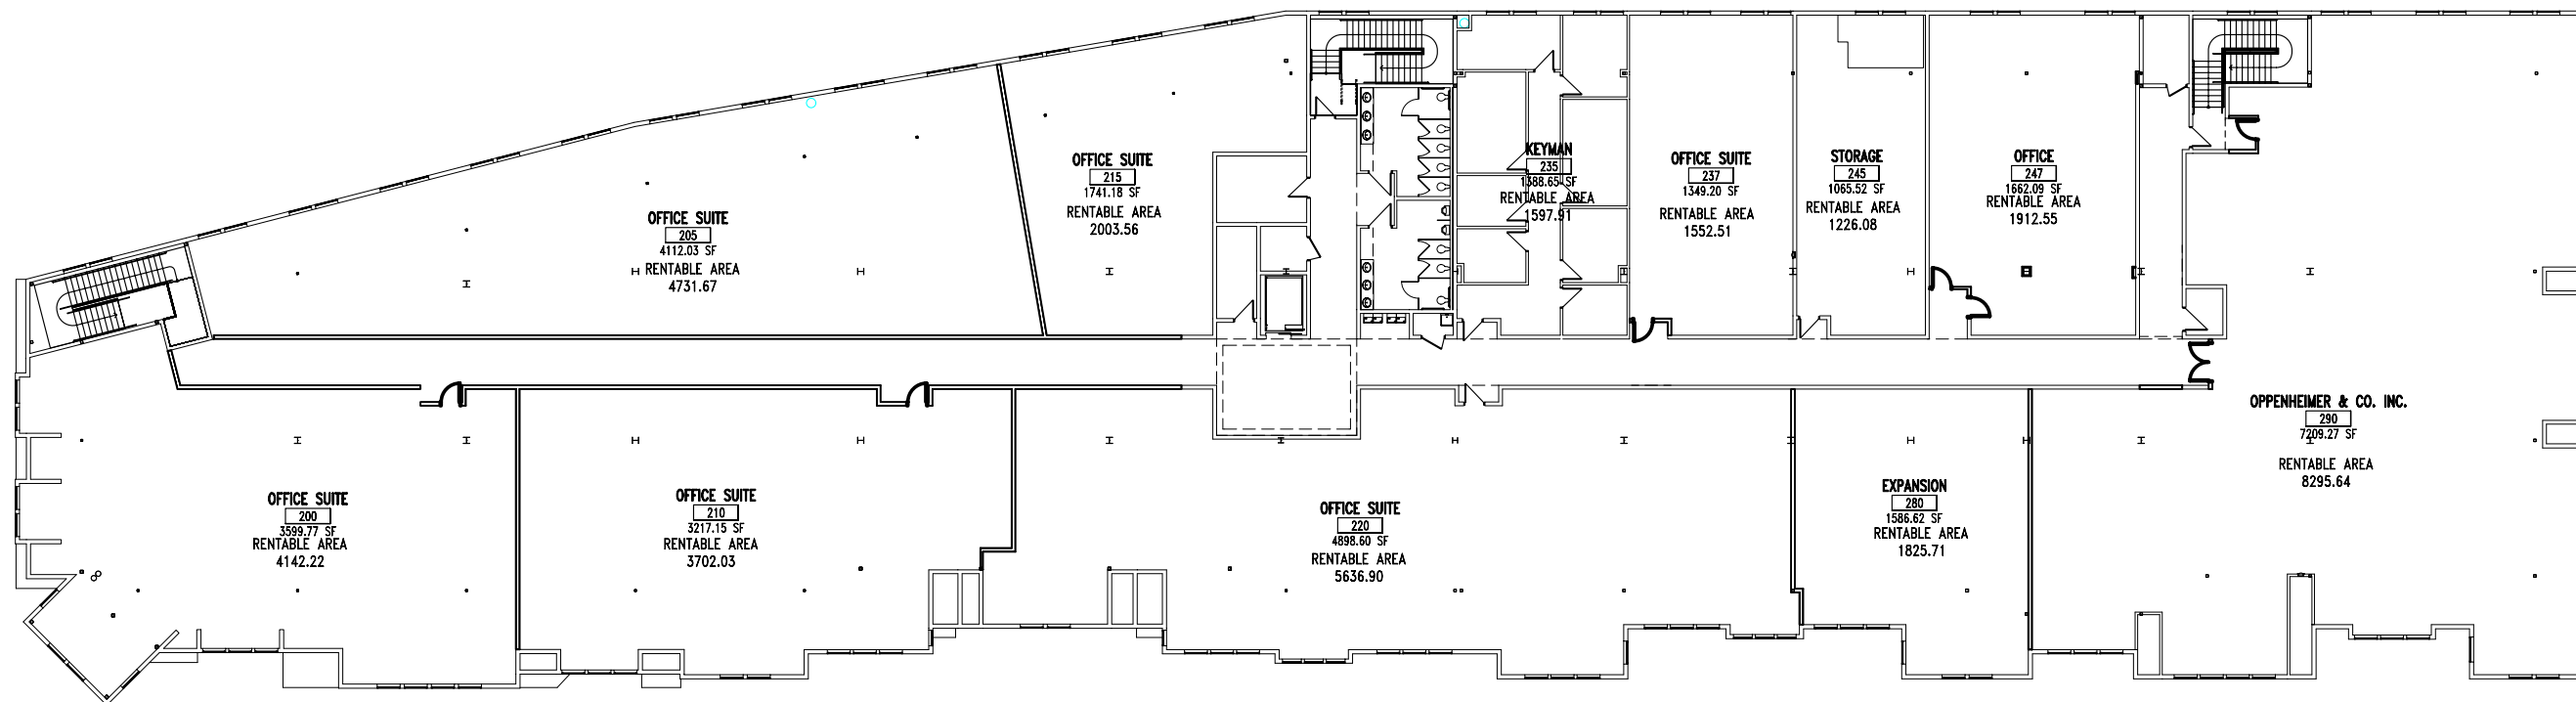 OFFICE SUITE
215
1741.18 SF
RENTABLE AREA
2003.56
KEYMAN
235
1388.65 SF
RENTABLE AREA
1597.91
OFFICE SUITE
237
1349.20 SF
RENTABLE AREA
1552.51
STORAGE
245
1065.52 SF
RENTABLE AREA
1226.08
OFFICE
247
1662.09 SF
RENTABLE AREA
1912.55
OFFICE SUITE
205
4112.03 SF
RENTABLE AREA
4731.67
OFFICE SUITE
200
3599.77 SF
RENTABLE AREA
4142.22
OFFICE SUITE
210
3217.15 SF
RENTABLE AREA
3702.03
OFFICE SUITE
220
4898.60 SF
RENTABLE AREA
5636.90
EXPANSION
280
1586.62 SF
RENTABLE AREA
1825.71
OPPENHEIMER & CO. INC.
290
7209.27 SF
RENTABLE AREA
8295.64